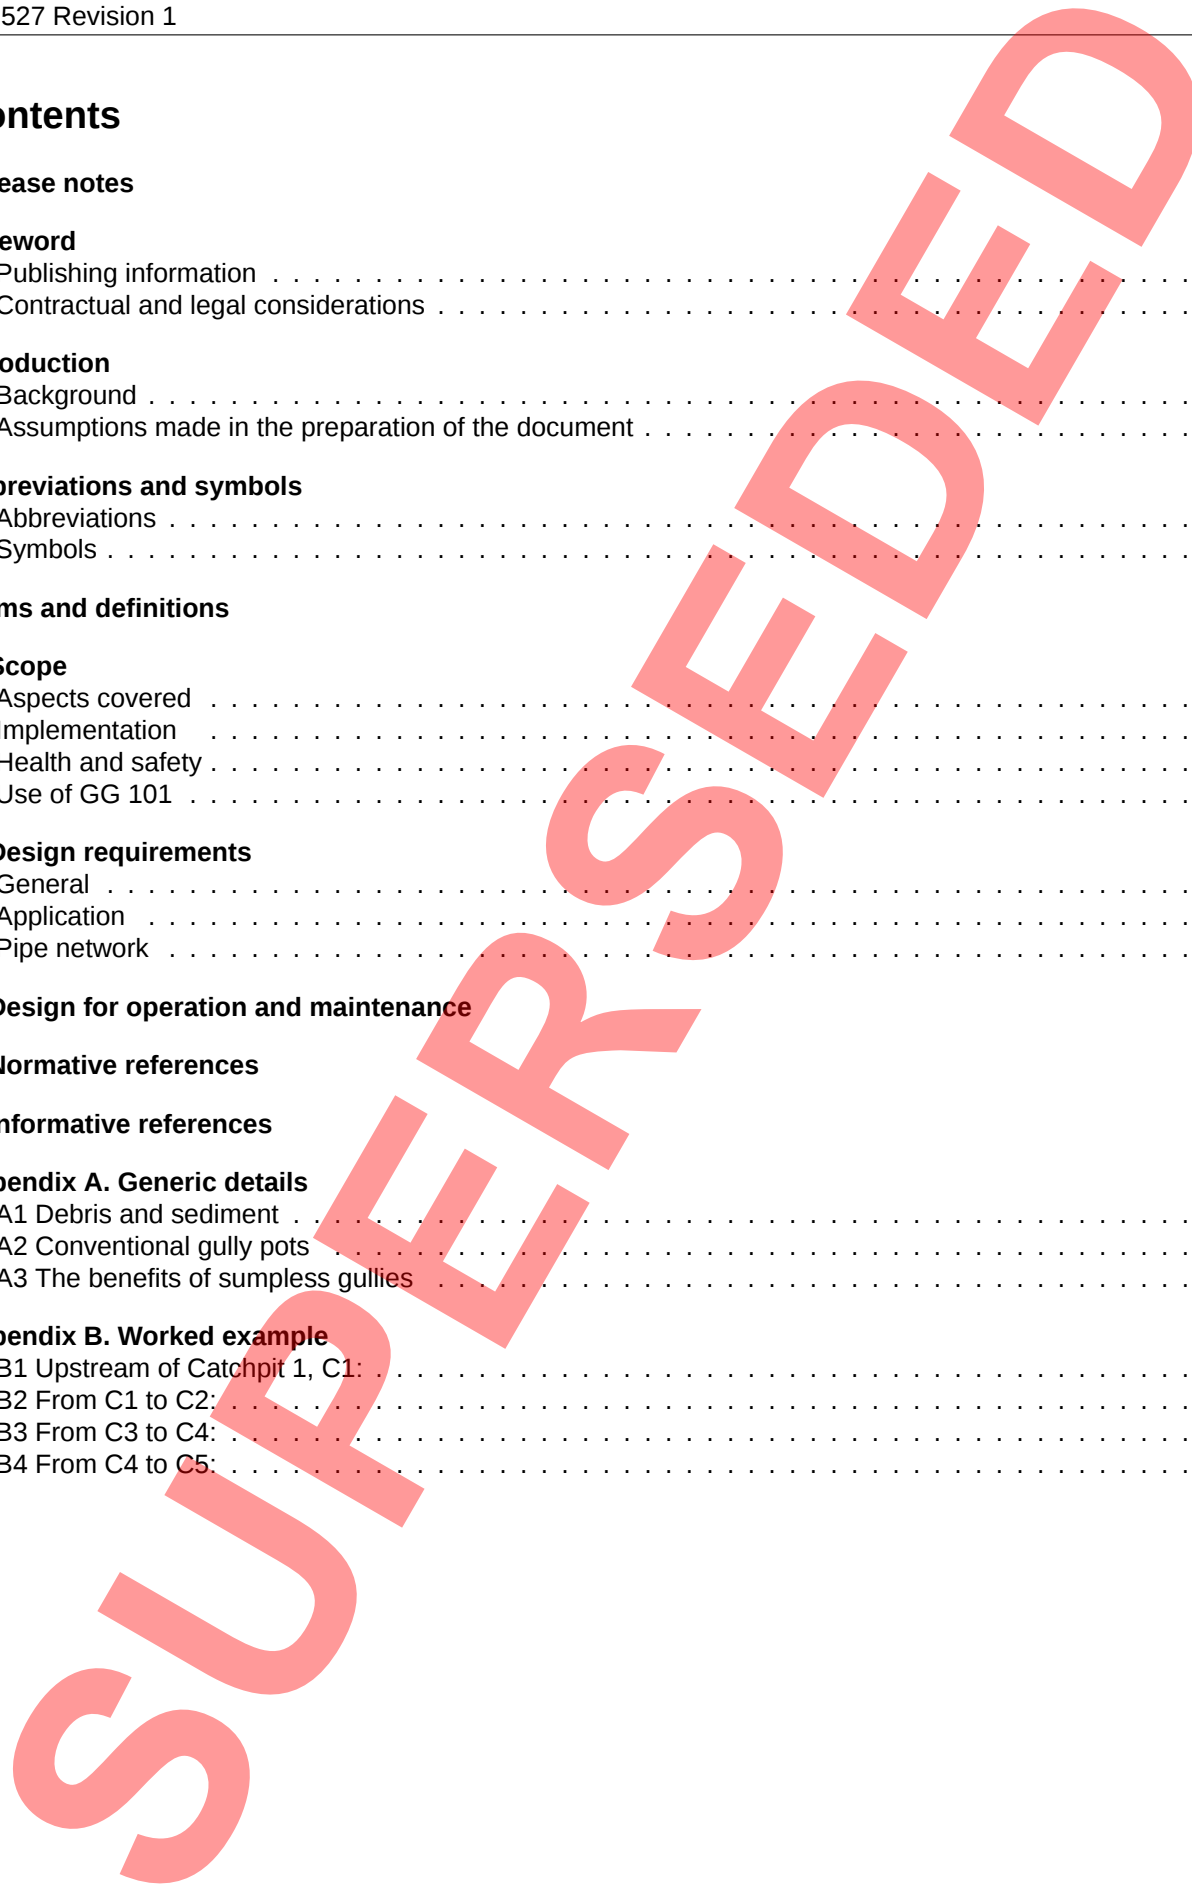 527 Revision 1
ontents
ease notes
eword
Publishing information . . . . . . . . . . . . . . . . . . . . . . . . . . . . . . . . . . . . . . . . . . . . .
Contractual and legal considerations . . . . . . . . . . . . . . . . . . . . . . . . . . . . . . . . . . . . .
oduction
Background . . . . . . . . . . . . . . . . . . . . . . . . . . . . . . . . . . . . . . . . . . . . . . . . . . .
Assumptions made in the preparation of the document . . . . . . . . . . . . . . . . . . . . . . . . . . .
breviations and symbols
Abbreviations . . . . . . . . . . . . . . . . . . . . . . . . . . . . . . . . . . . . . . . . . . . . . . . . . .
Symbols . . . . . . . . . . . . . . . . . . . . . . . . . . . . . . . . . . . . . . . . . . . . . . . . . . . . .
ms and definitions
Scope
Aspects covered . . . . . . . . . . . . . . . . . . . . . . . . . . . . . . . . . . . . . . . . . . . . . . . .
Implementation . . . . . . . . . . . . . . . . . . . . . . . . . . . . . . . . . . . . . . . . . . . . . . . .
Health and safety . . . . . . . . . . . . . . . . . . . . . . . . . . . . . . . . . . . . . . . . . . . . . . . .
Use of GG 101 . . . . . . . . . . . . . . . . . . . . . . . . . . . . . . . . . . . . . . . . . . . . . . . . .
Design requirements
General . . . . . . . . . . . . . . . . . . . . . . . . . . . . . . . . . . . . . . . . . . . . . . . . . . . . .
Application . . . . . . . . . . . . . . . . . . . . . . . . . . . . . . . . . . . . . . . . . . . . . . . . . . .
Pipe network . . . . . . . . . . . . . . . . . . . . . . . . . . . . . . . . . . . . . . . . . . . . . . . . . .
Design for operation and maintenance
Normative references
nformative references
pendix A. Generic details
A1 Debris and sediment . . . . . . . . . . . . . . . . . . . . . . . . . . . . . . . . . . . . . . . . . . . .
A2 Conventional gully pots . . . . . . . . . . . . . . . . . . . . . . . . . . . . . . . . . . . . . . . . . .
A3 The benefits of sumpless gullies . . . . . . . . . . . . . . . . . . . . . . . . . . . . . . . . . . . . .
pendix B. Worked example
B1 Upstream of Catchpit 1, C1: . . . . . . . . . . . . . . . . . . . . . . . . . . . . . . . . . . . . . . . .
B2 From C1 to C2: . . . . . . . . . . . . . . . . . . . . . . . . . . . . . . . . . . . . . . . . . . . . . . .
B3 From C3 to C4: . . . . . . . . . . . . . . . . . . . . . . . . . . . . . . . . . . . . . . . . . . . . . . .
B4 From C4 to C5: . . . . . . . . . . . . . . . . . . . . . . . . . . . . . . . . . . . . . . . . . . . . . . .
SUPERSEDED